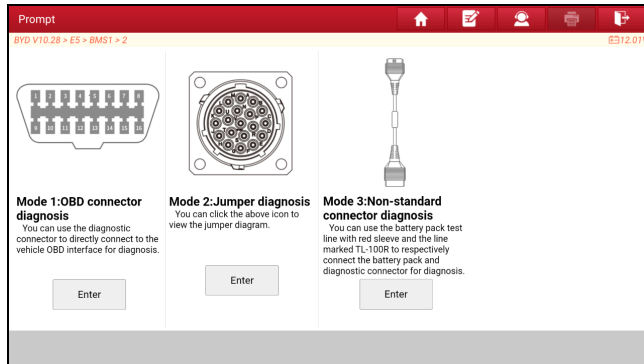 Prompt
BYD V10.28 > E5 > BMS1 > 2
12.01V
1 2 3 4 5 6 7 8
9 10 11 12 13 14 15 16
Mode 1:OBD connector
diagnosis
You can use the diagnostic
connector to directly connect to the
vehicle OBD interface for diagnosis.
Enter
Mode 2:Jumper diagnosis
You can click the above icon to
view the jumper diagram.
Enter
Mode 3:Non-standard
connector diagnosis
You can use the battery pack test
line with red sleeve and the line
marked TL-100R to respectively
connect the battery pack and
diagnostic connector for diagnosis.
Enter